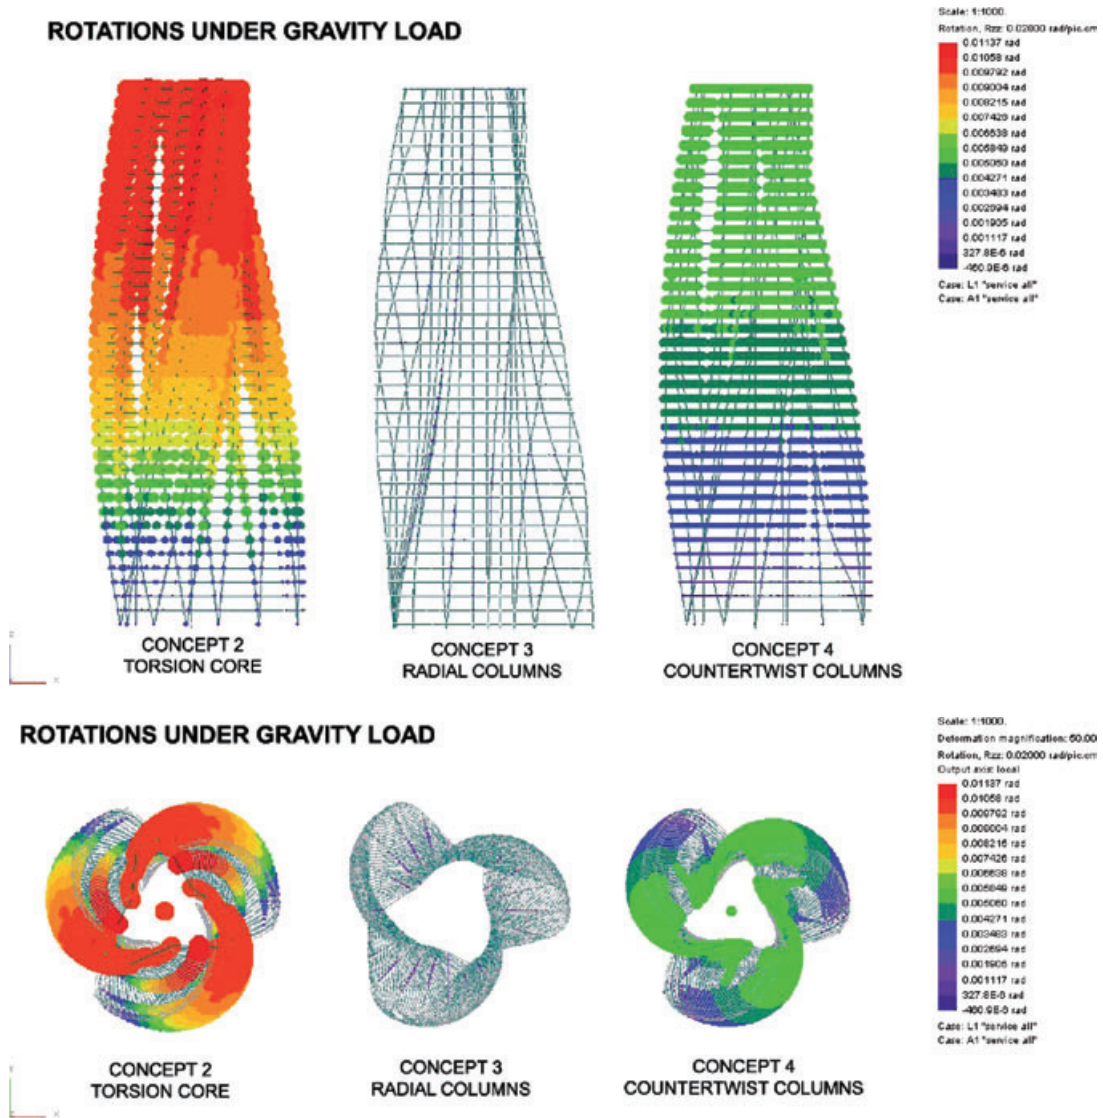 ROTATIONS UNDER GRAVITY LOAD
Scale: 1:1000.
Rotation, Rzz: 0.02000 rad/pic.cm
0.01137 rad
0.01058 rad
0.009792 rad
0.009004 rad
0.008215 rad
0.007426 rad
0.006638 rad
0.005849 rad
0.005060 rad
0.004271 rad
0.003483 rad
0.002694 rad
0.001905 rad
0.001117 rad
327.8E-6 rad
-460.9E-6 rad
Case: L1 "service all"
Case: A1 "service all"
CONCEPT 2
TORSION CORE
CONCEPT 3
RADIAL COLUMNS
CONCEPT 4
COUNTERTWIST COLUMNS
ROTATIONS UNDER GRAVITY LOAD
Scale: 1:1000.
Deformation magnification: 50.00
Rotation, Rzz: 0.02000 rad/pic.cm
Output axis: local
0.01137 rad
0.01058 rad
0.009792 rad
0.009004 rad
0.008215 rad
0.007426 rad
0.006638 rad
0.005849 rad
0.005060 rad
0.004271 rad
0.003483 rad
0.002694 rad
0.001905 rad
0.001117 rad
327.8E-6 rad
-460.9E-6 rad
Case: L1 "service all"
Case: A1 "service all"
CONCEPT 2
TORSION CORE
CONCEPT 3
RADIAL COLUMNS
CONCEPT 4
COUNTERTWIST COLUMNS